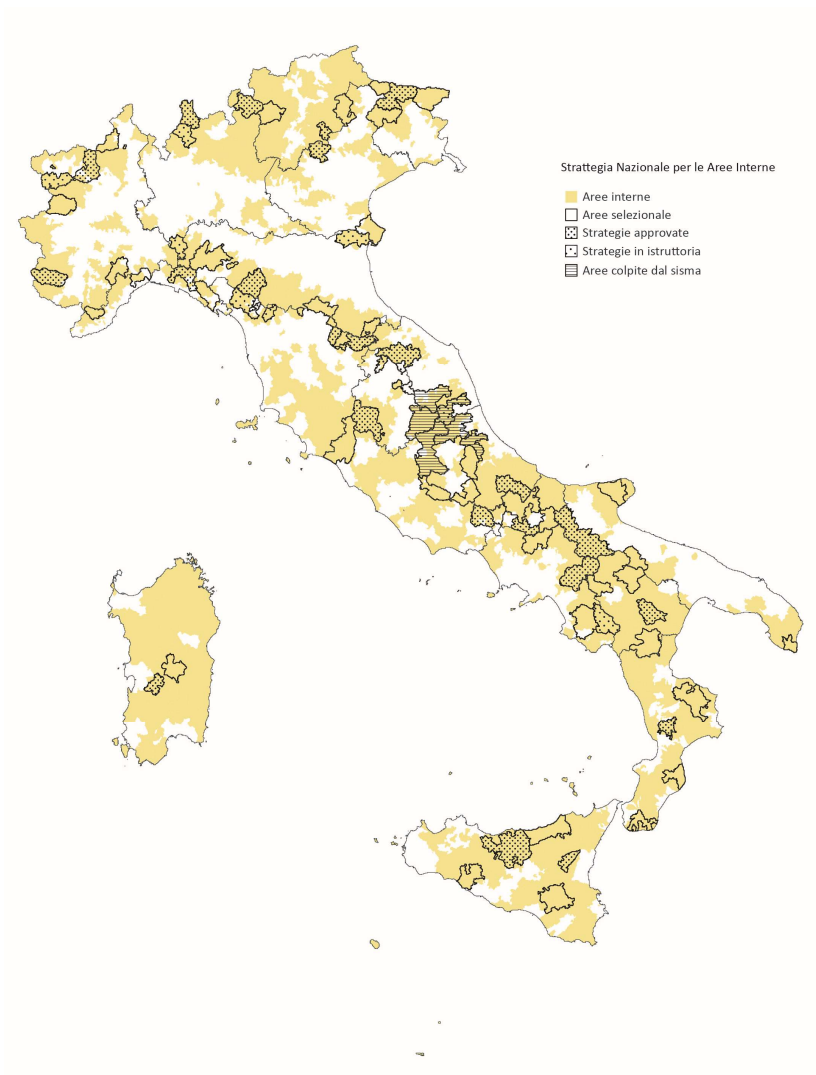 Strattegia Nazionale per le Aree Interne
Aree interne
Aree selezionale
Strategie approvate
Strategie in istruttoria
Aree colpite dal sisma